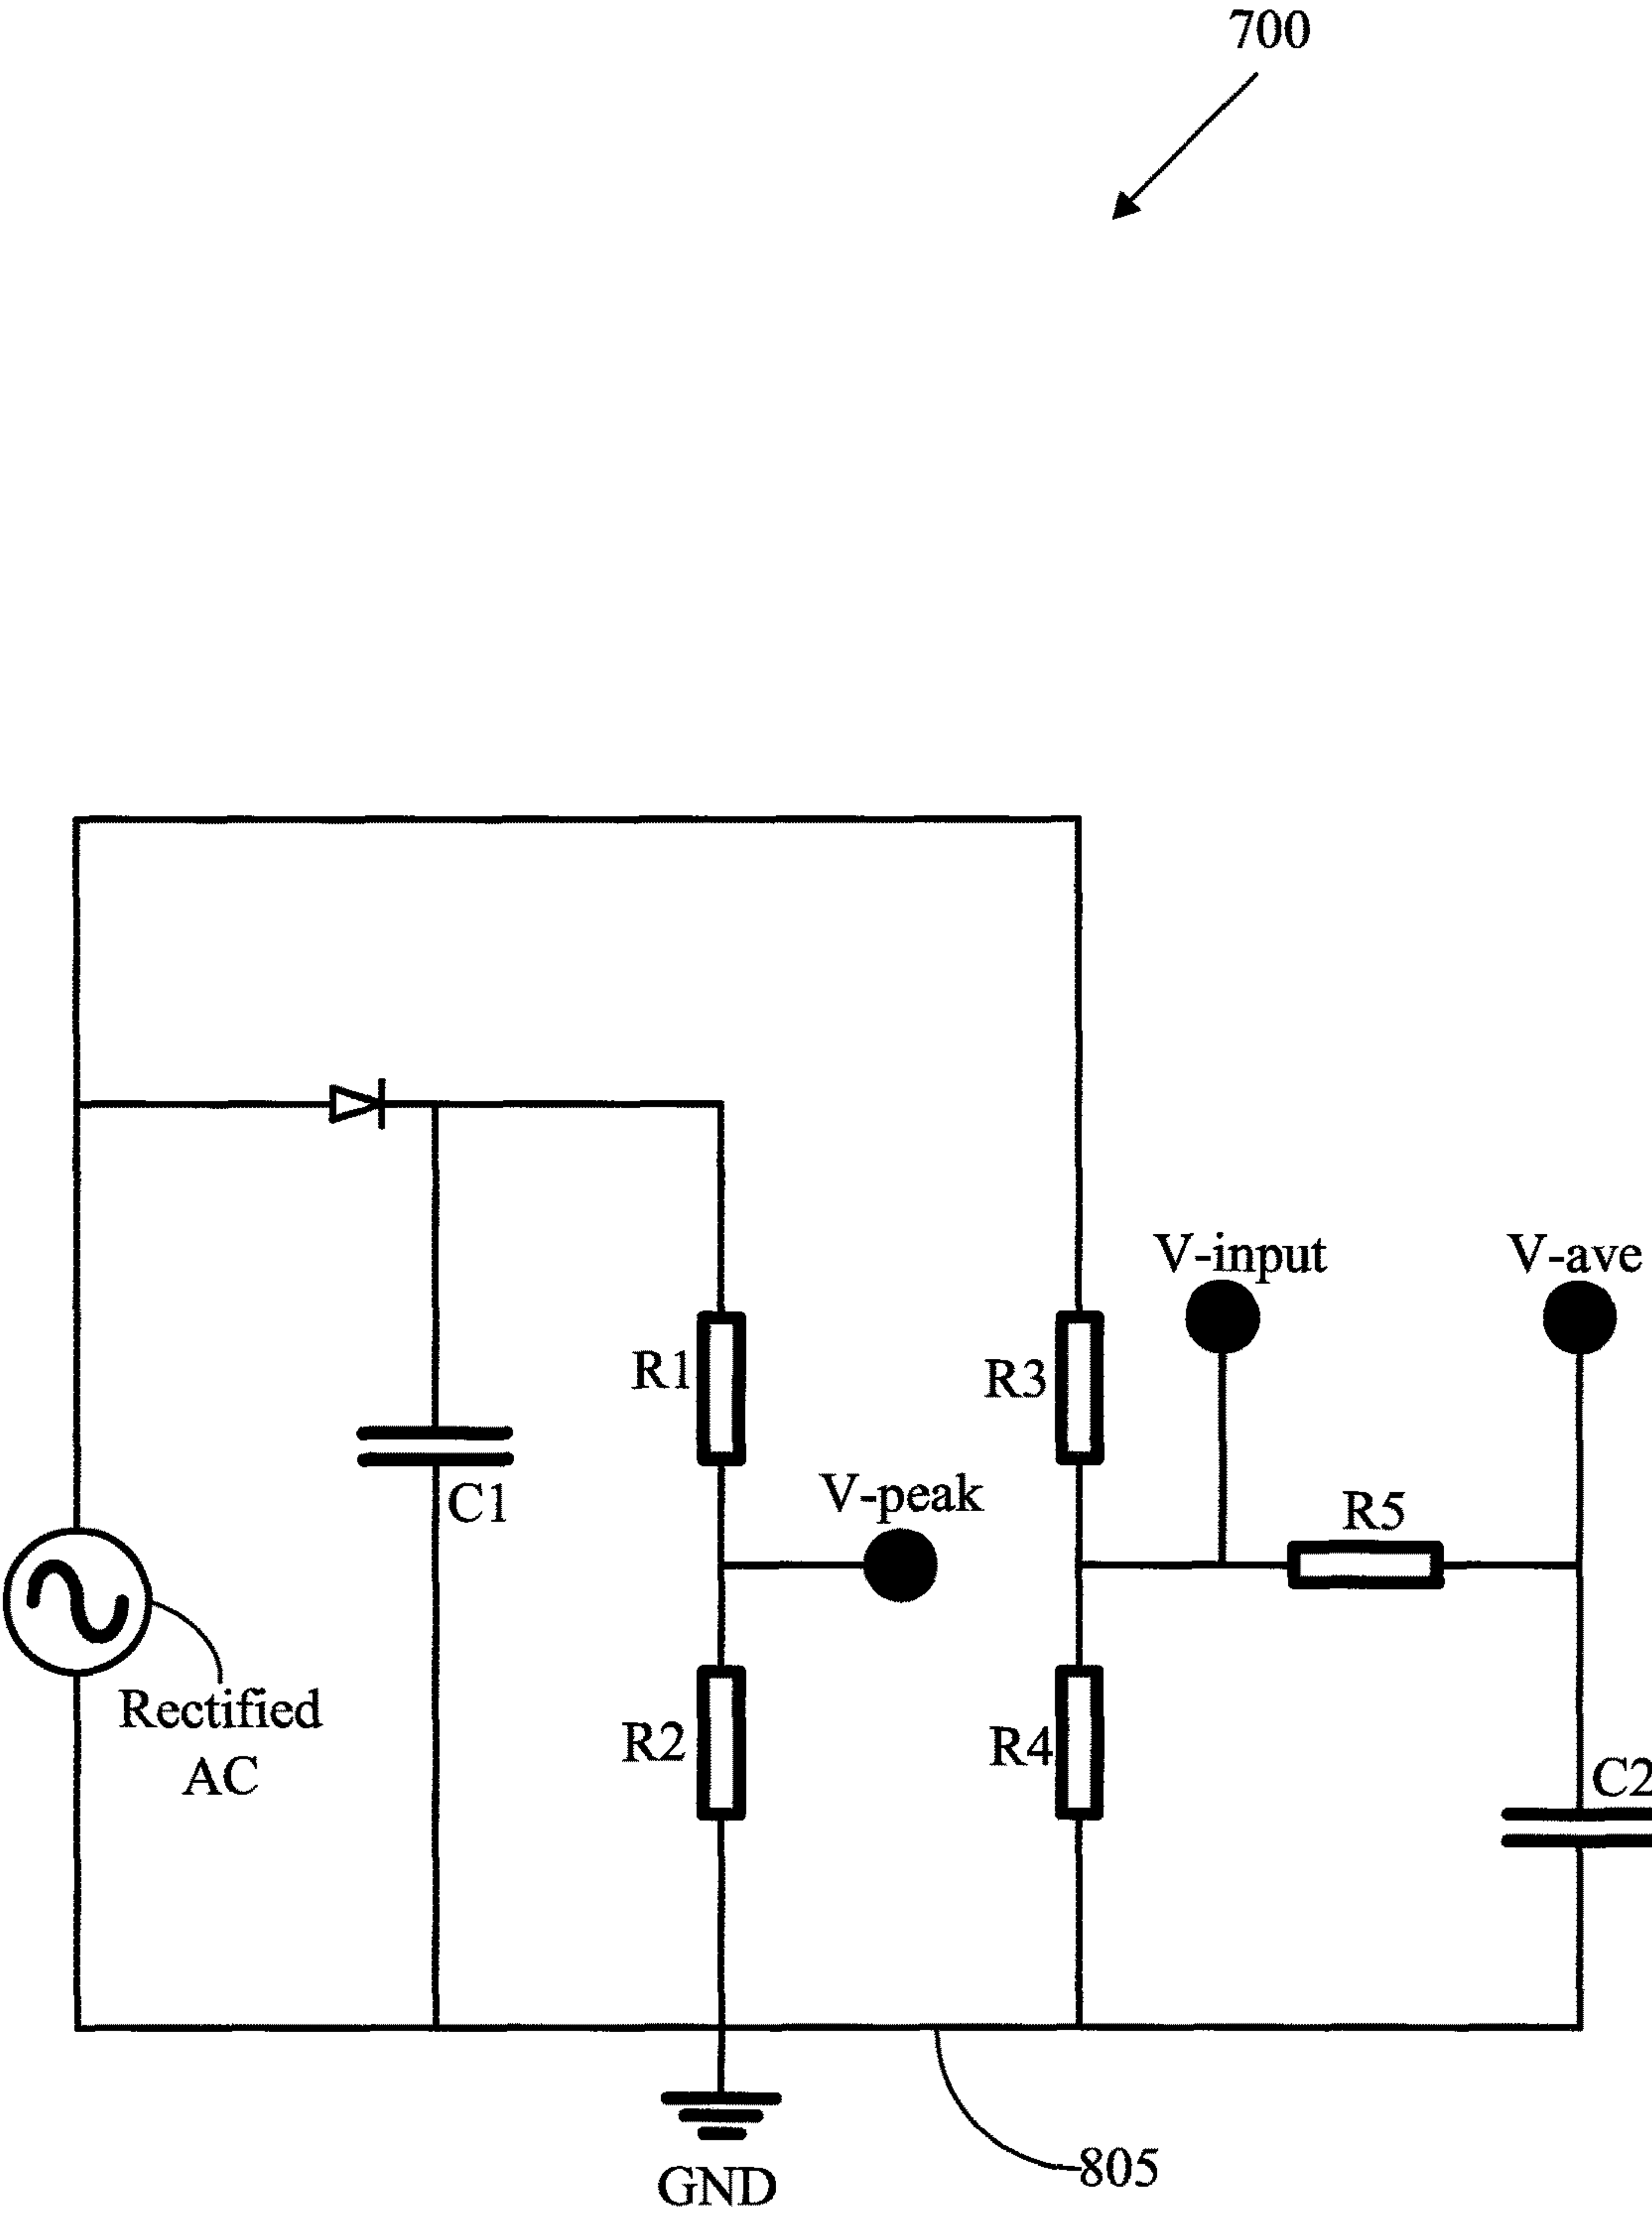 700
V-input
V-ave
R1
R3
V-peak
R5
C1
Rectified
AC
R2
R4
C2
805
GND